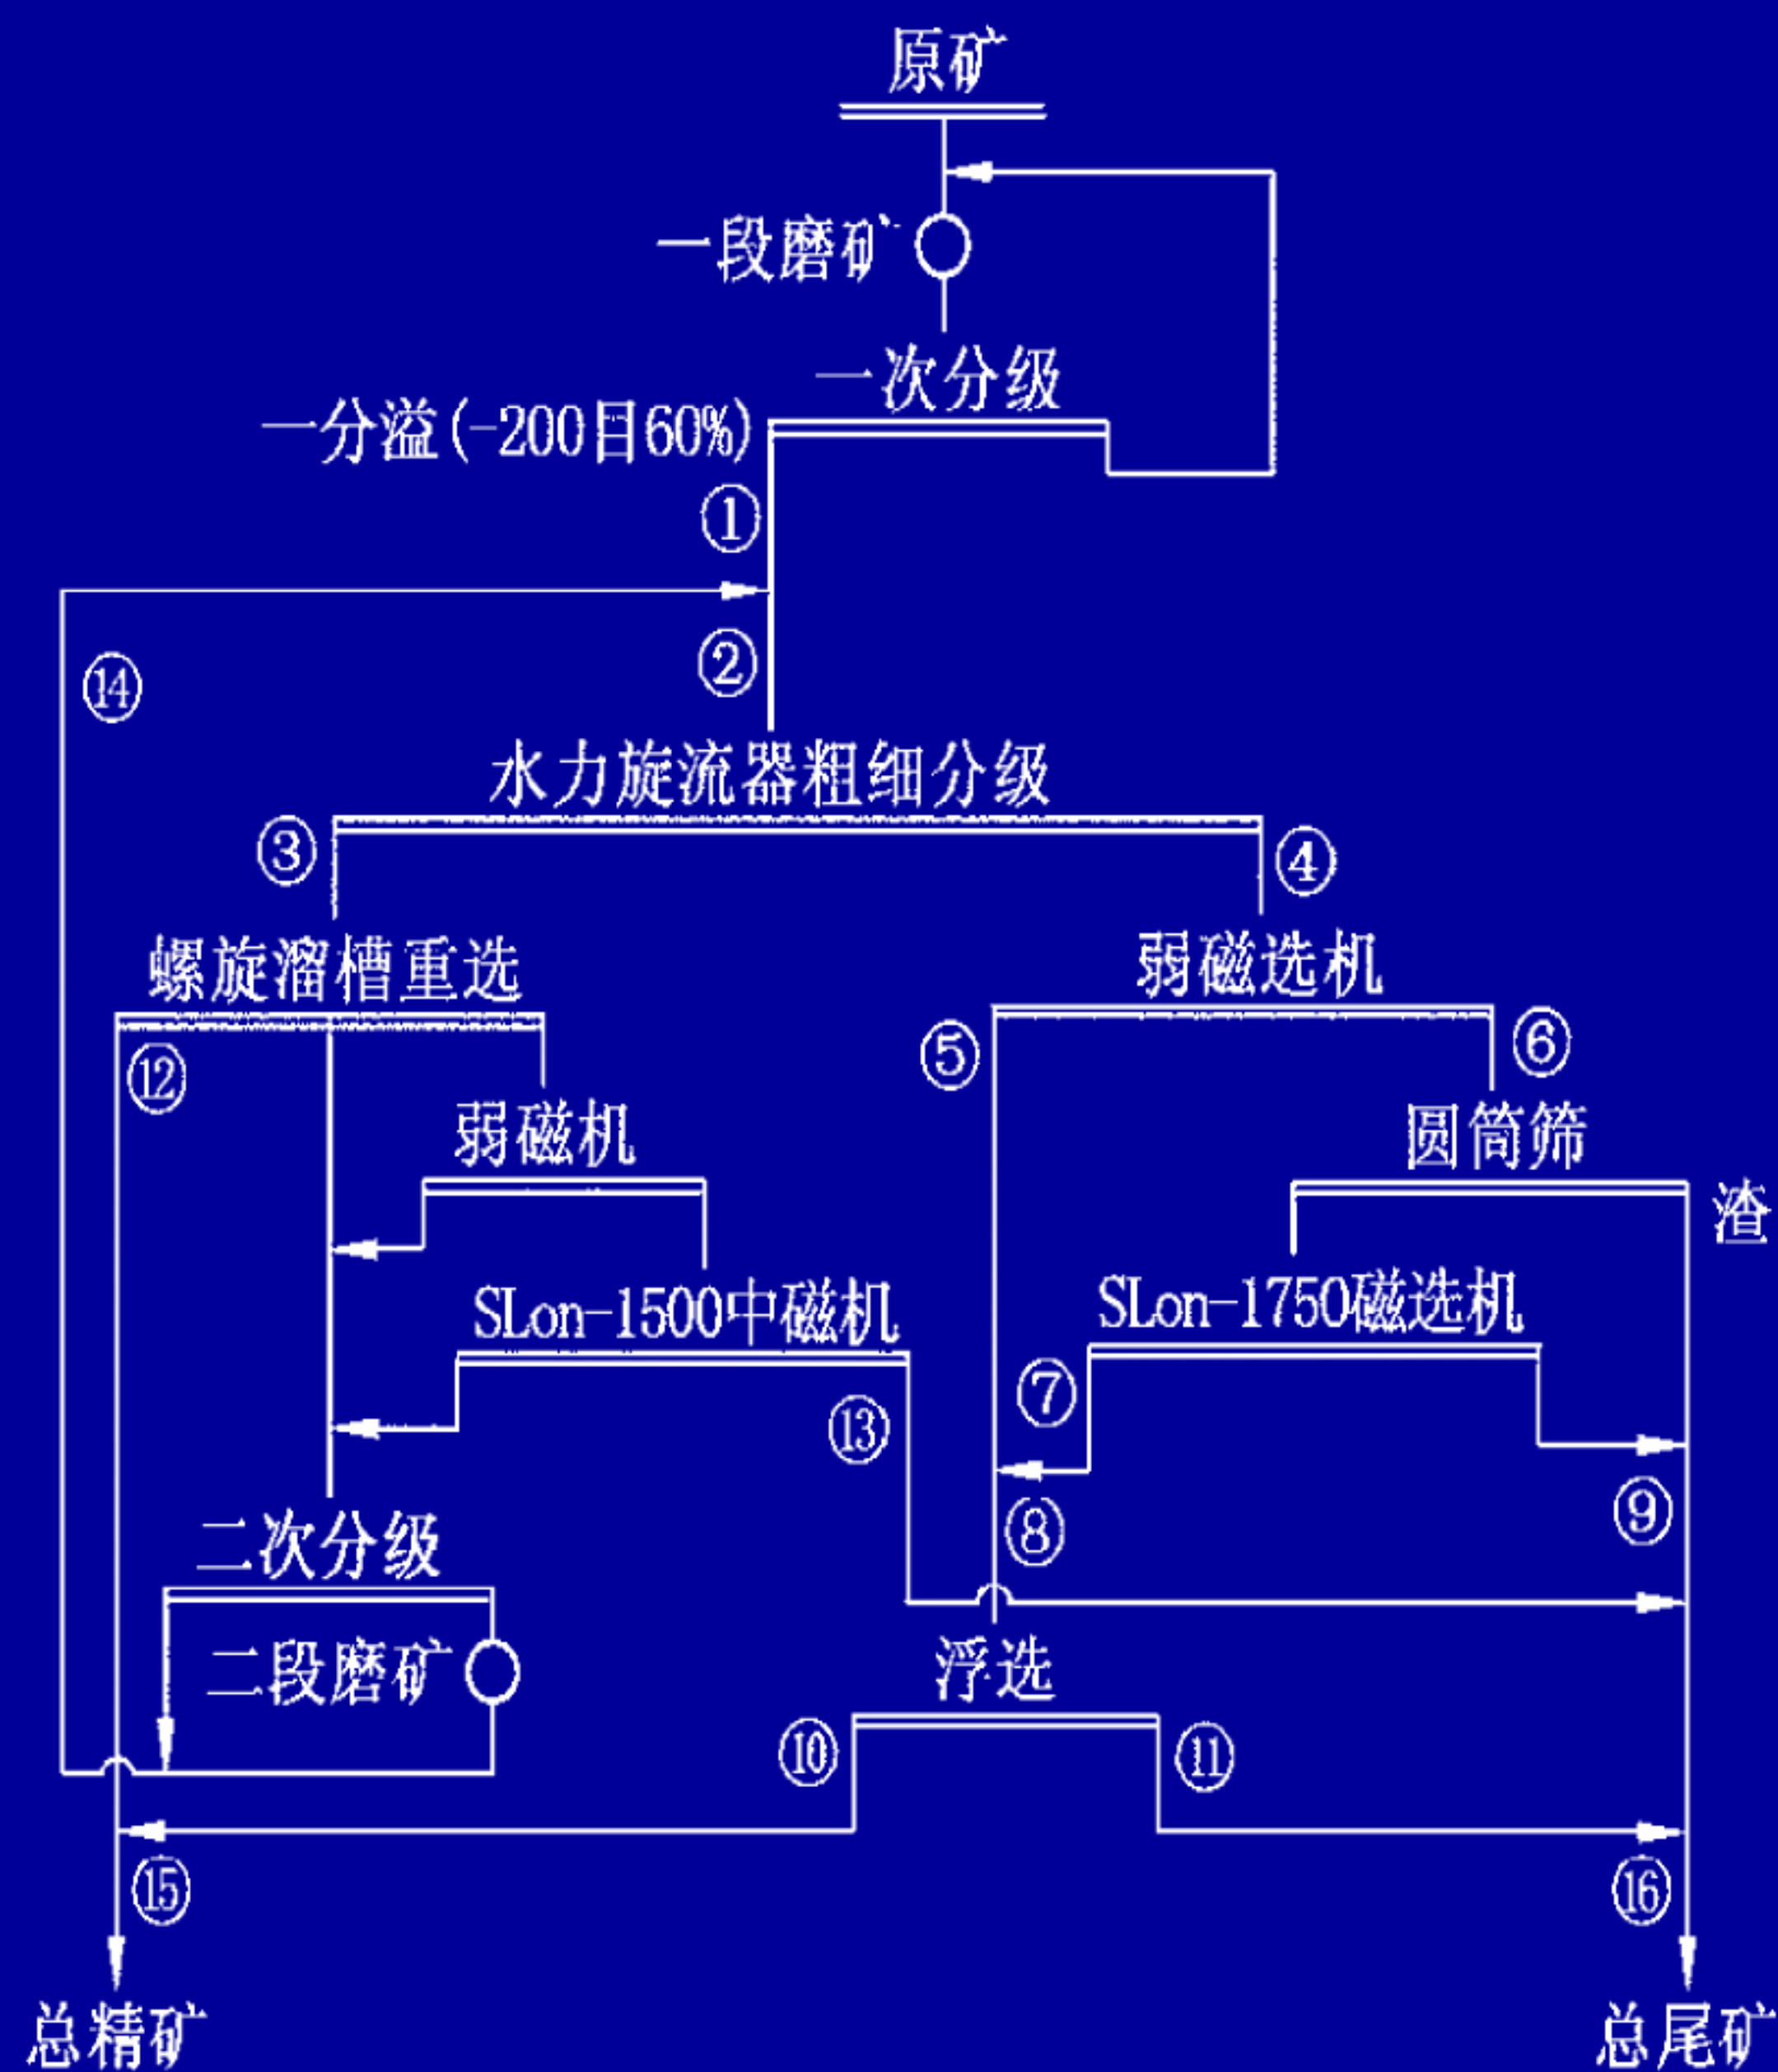 原矿
一段磨矿
一次分级
一分溢(-200目60%)
①
②
⑭
水力旋流器粗细分级
③
④
螺旋溜槽重选
弱磁选机
⑤
⑥
⑫
弱磁机
圆筒筛
渣
SLon-1500中磁机
SLon-1750磁选机
⑦
⑬
⑧
⑨
二次分级
二段磨矿
浮选
⑩
⑪
⑮
⑯
总精矿
总尾矿